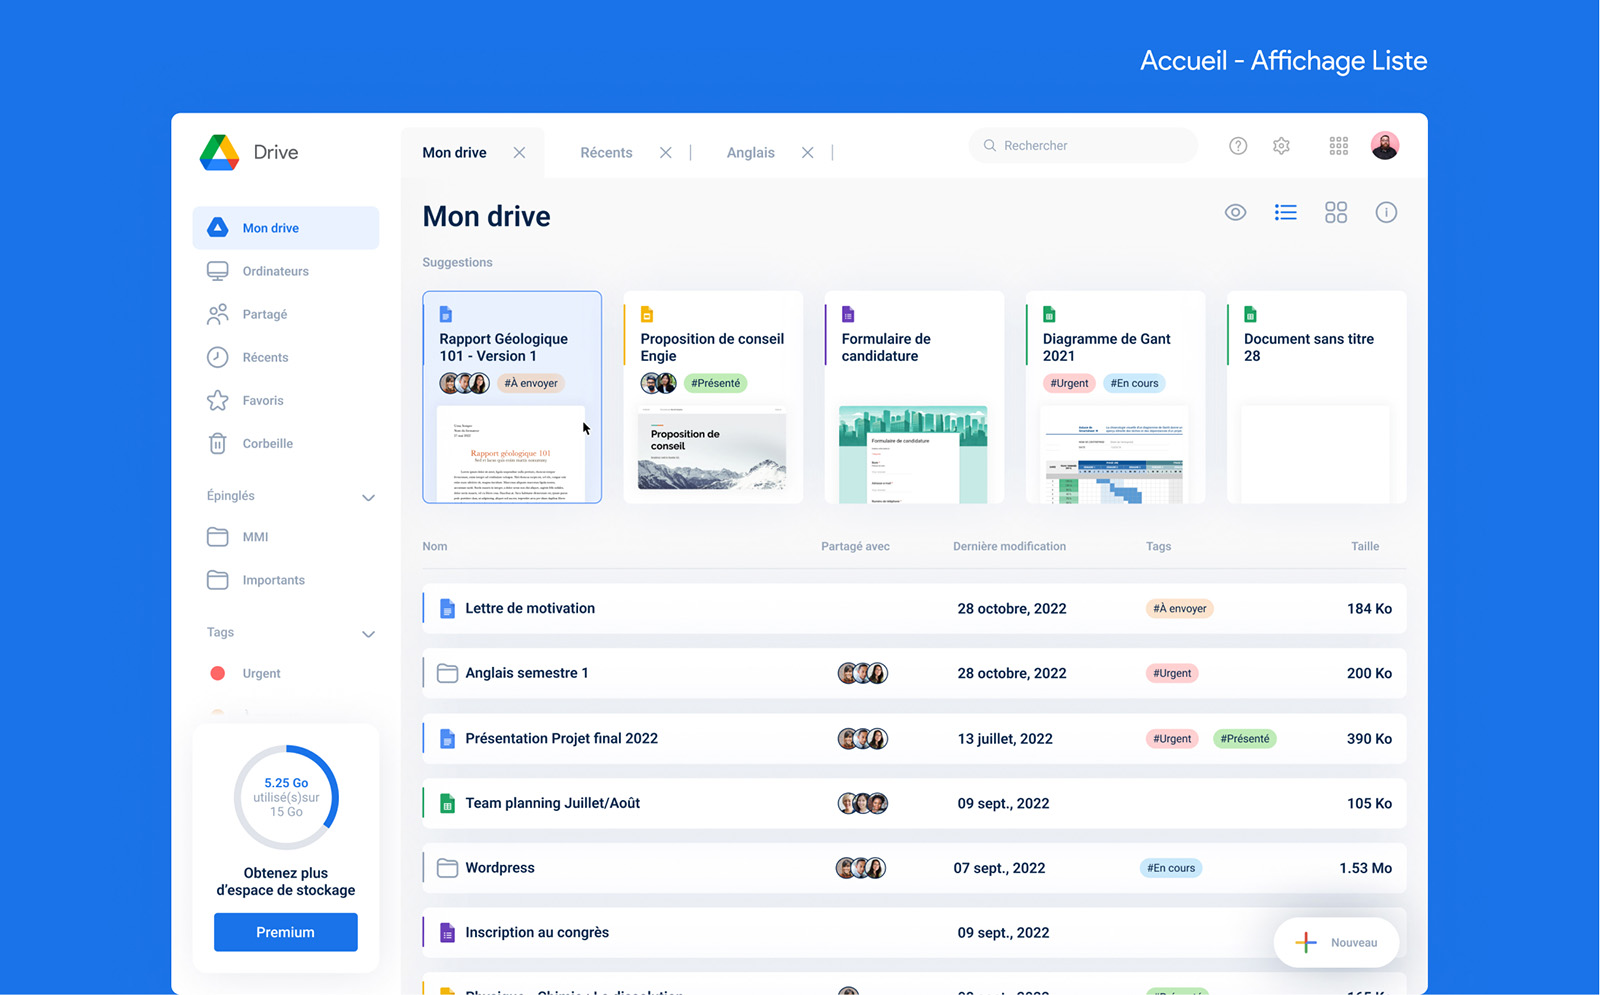 Accueil - Affichage Liste
Drive
Mon drive
Récents
Anglais
Rechercher
Mon drive
Ordinateurs
Partagé
Récents
Favoris
Corbeille
Épinglés
MMI
Importants
Tags
Urgent
5.25 Go
utilisé(s)sur
15 Go
Obtenez plus
d'espace de stockage
Premium
Mon drive
Suggestions
Rapport Géologique
101 - Version 1
#À envoyer
Rapport géologique 101
Proposition de conseil
Engie
#Présenté
Proposition de
conseil
Formulaire de
candidature
Formulaire de candidature
Diagramme de Gant
2021
#Urgent #En cours
Document sans titre
28
Nom Partagé avec Dernière modification Tags Taille
Lettre de motivation 28 octobre, 2022 #À envoyer 184 Ko
Anglais semestre 1 28 octobre, 2022 #Urgent 200 Ko
Présentation Projet final 2022 13 juillet, 2022 #Urgent #Présenté 390 Ko
Team planning Juillet/Août 09 sept., 2022 105 Ko
Wordpress 07 sept., 2022 #En cours 1.53 Mo
Inscription au congrès 09 sept., 2022
Nouveau